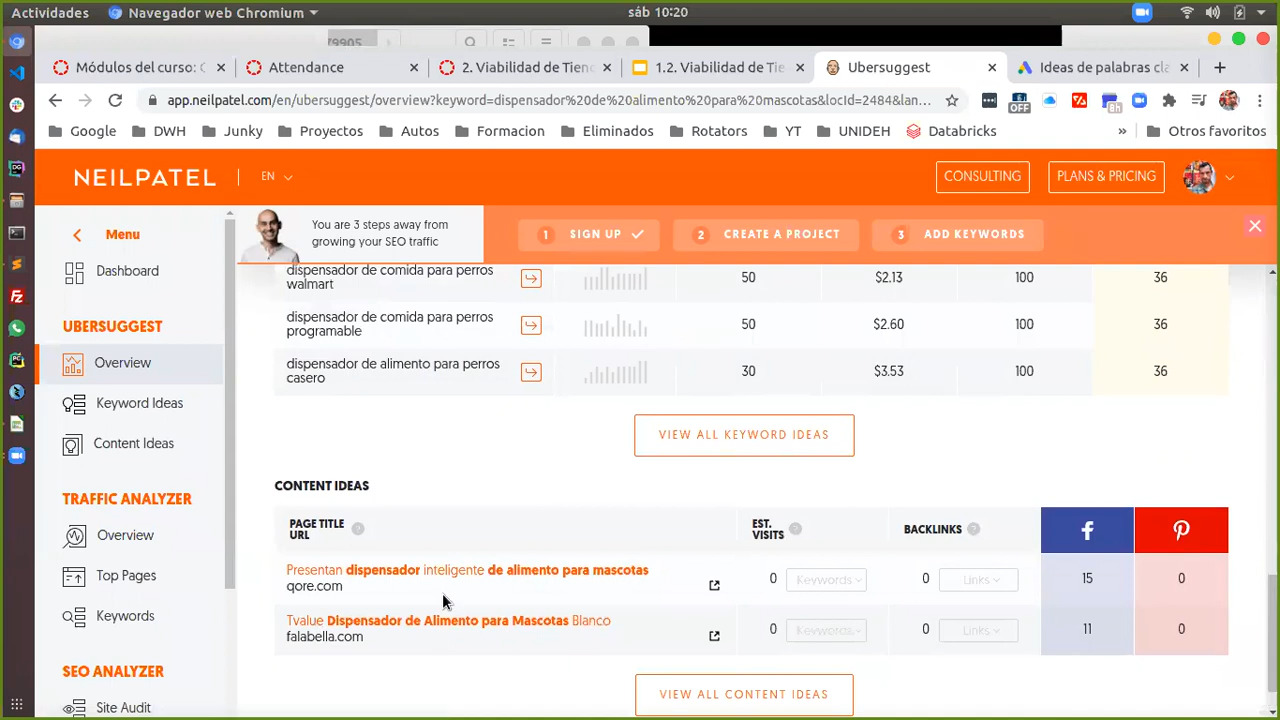 Actividades
Navegador web Chromium
sáb 10:20
79905
Módulos del curso: C
Attendance
2. Viabilidad de Tien
1.2. Viabilidad de Tie
Ubersuggest
Ideas de palabras cla
app.neilpatel.com/en/ubersuggest/overview?keyword=dispensador%20de%20alimento%20para%20mascotas&locId=2484&lan...
OFF
8h
Google
DWH
Junky
Proyectos
Autos
Formacion
Eliminados
Rotators
YT
UNIDEH
Databricks
»
Otros favoritos
NEILPATEL
EN
CONSULTING
PLANS & PRICING
Menu
You are 3 steps away from
growing your SEO traffic
1 SIGN UP
2 CREATE A PROJECT
3 ADD KEYWORDS
Dashboard
UBERSUGGEST
Overview
Keyword Ideas
Content Ideas
TRAFFIC ANALYZER
Overview
Top Pages
Keywords
SEO ANALYZER
Site Audit
dispensador de comida para perros
walmart
50
$2.13
100
36
dispensador de comida para perros
programable
50
$2.60
100
36
dispensador de alimento para perros
casero
30
$3.53
100
36
VIEW ALL KEYWORD IDEAS
CONTENT IDEAS
PAGE TITLE
URL
EST.
VISITS
BACKLINKS
Presentan dispensador inteligente de alimento para mascotas
qore.com
0
Keywords
0
Links
15
0
Tvalue Dispensador de Alimento para Mascotas Blanco
falabella.com
0
Keywords
0
Links
11
0
VIEW ALL CONTENT IDEAS